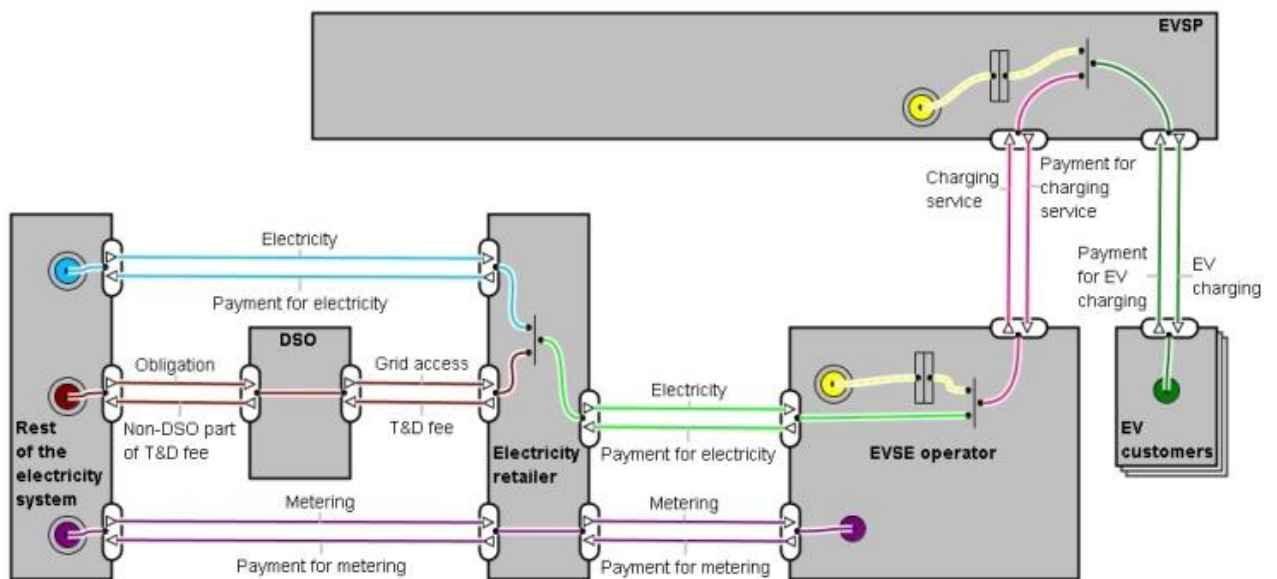 EVSP
Charging
service
Payment for
charging
service
Payment
for EV
charging
EV
charging
Electricity
Payment for electricity
DSO
Obligation
Non-DSO part
of T&D fee
Grid access
T&D fee
Rest
of the
electricity
system
Electricity
retailer
Electricity
Payment for electricity
EVSE operator
EV
customers
Metering
Payment for metering
Metering
Payment for metering